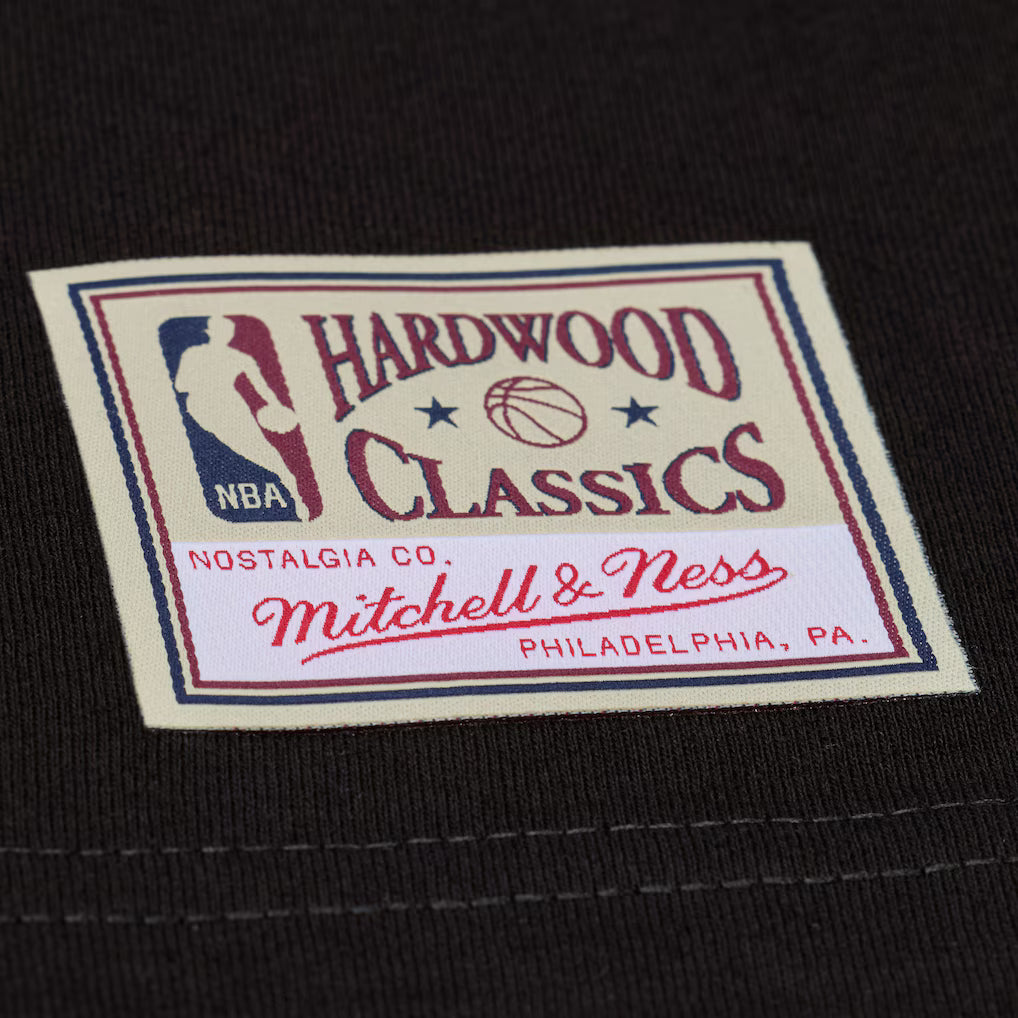 HARDWOOD
CLASSICS
NBA
NOSTALGIA CO.
Mitchell & Ness
PHILADELPHIA, PA.